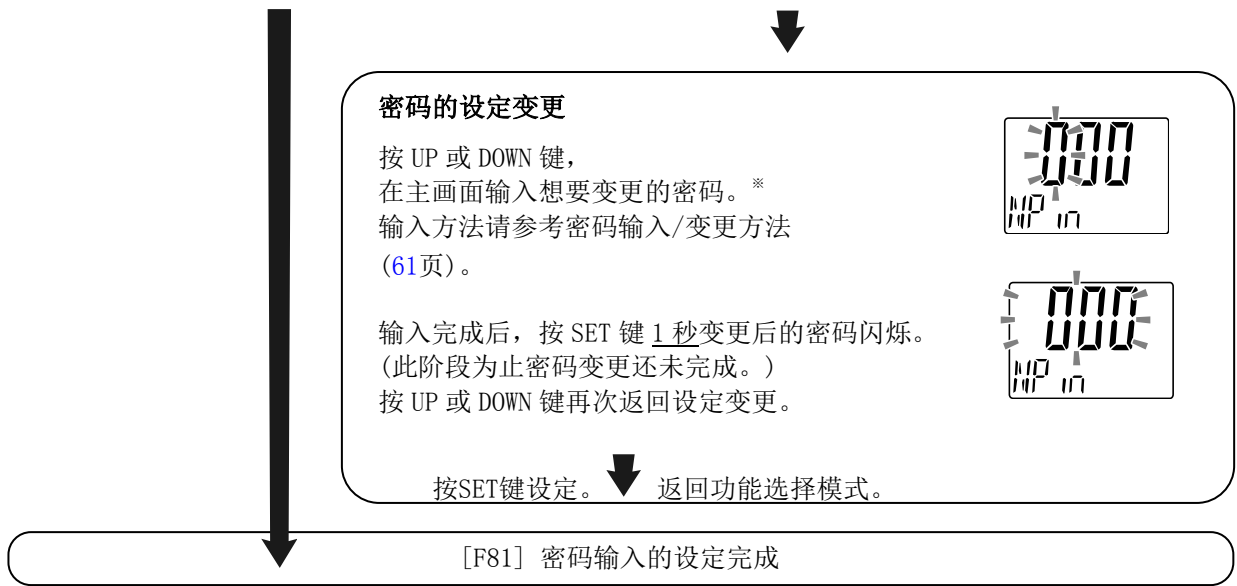 密码的设定变更
按 UP 或 DOWN 键，
在主画面输入想要变更的密码。※
输入方法请参考密码输入/变更方法
(61页)。
000
NP in
输入完成后，按 SET 键 1 秒变更后的密码闪烁。
(此阶段为止密码变更还未完成。)
按 UP 或 DOWN 键再次返回设定变更。
000
NP in
按SET键设定。 返回功能选择模式。
[F81] 密码输入的设定完成